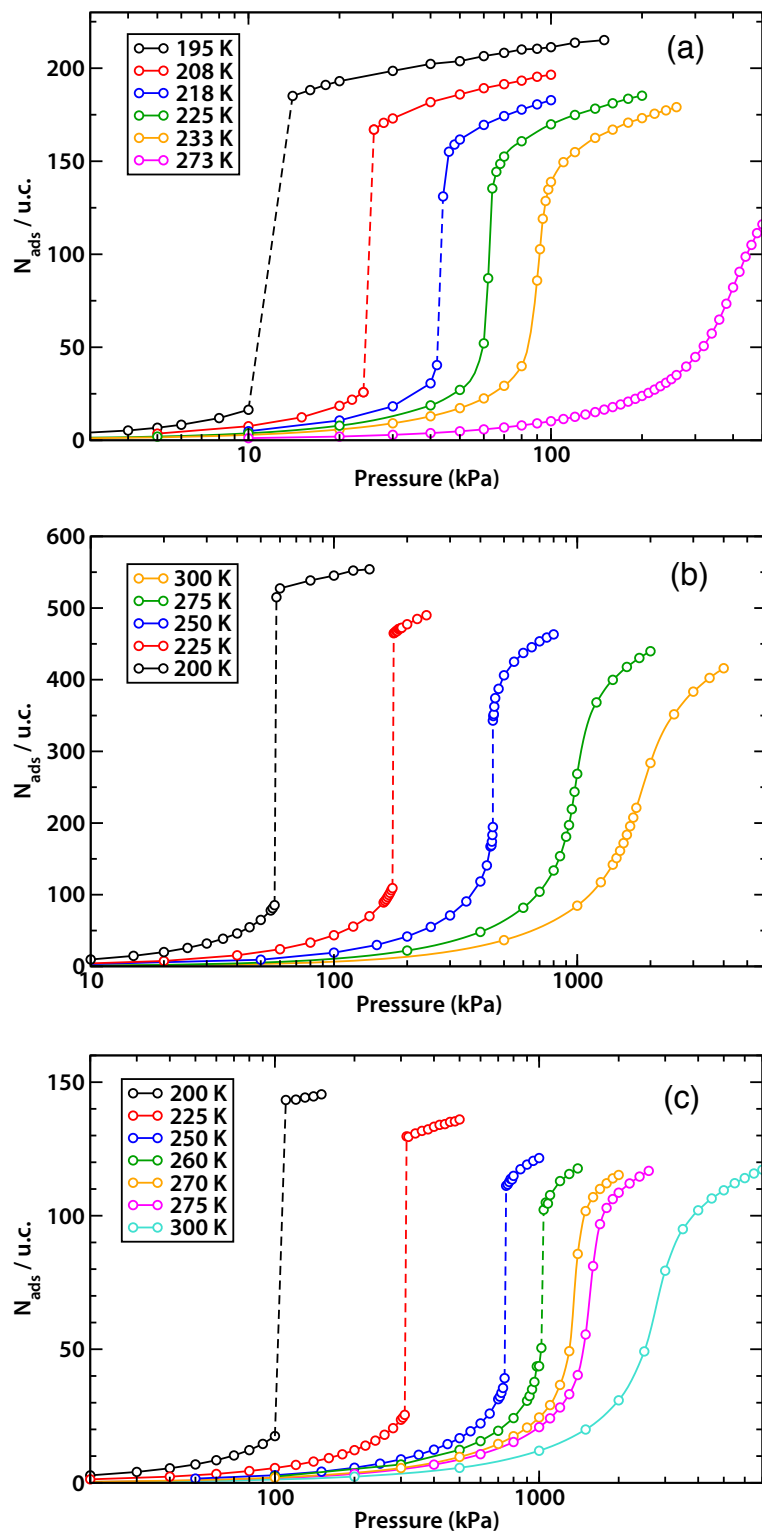 (a)
195 K
208 K
218 K
225 K
233 K
273 K
200
150
100
50
0
N_ads / u.c.
10 100
Pressure (kPa)
(b)
300 K
275 K
250 K
225 K
200 K
600
500
400
300
200
100
0
N_ads / u.c.
10 100 1000
Pressure (kPa)
(c)
200 K
225 K
250 K
260 K
270 K
275 K
300 K
150
100
50
0
N_ads / u.c.
100 1000
Pressure (kPa)